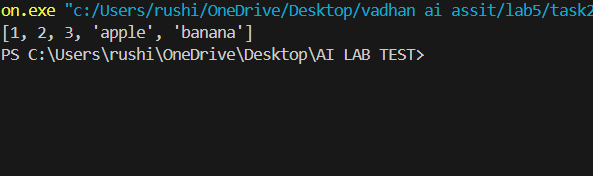 on.exe "c:/Users/rushi/OneDrive/Desktop/vadhan ai assit/lab5/task2
[1, 2, 3, 'apple', 'banana']
PS C:\Users\rushi\OneDrive\Desktop\AI LAB TEST>